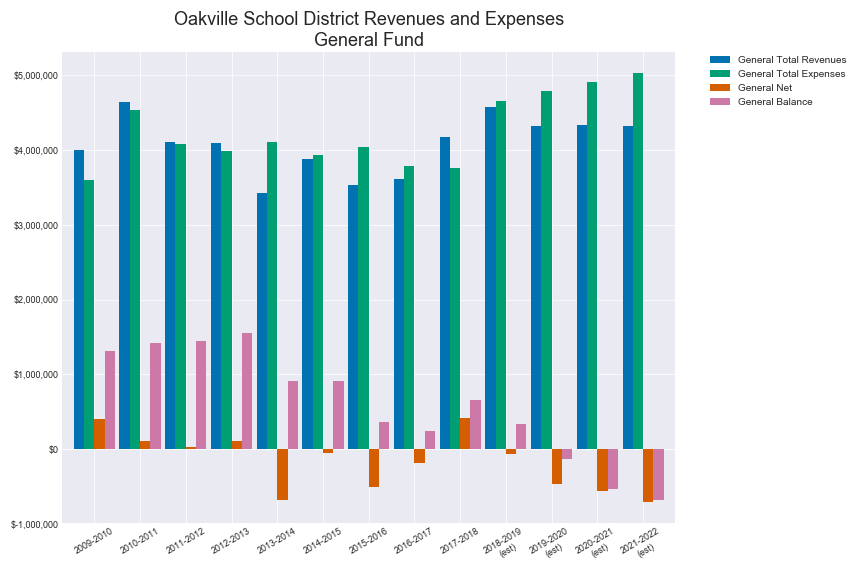 Oakville School District Revenues and Expenses
General Fund
General Total Revenues
General Total Expenses
General Net
General Balance
$5,000,000
$4,000,000
$3,000,000
$2,000,000
$1,000,000
$0
$-1,000,000
2009-2010
2010-2011
2011-2012
2012-2013
2013-2014
2014-2015
2015-2016
2016-2017
2017-2018
2018-2019
(est)
2019-2020
(est)
2020-2021
(est)
2021-2022
(est)